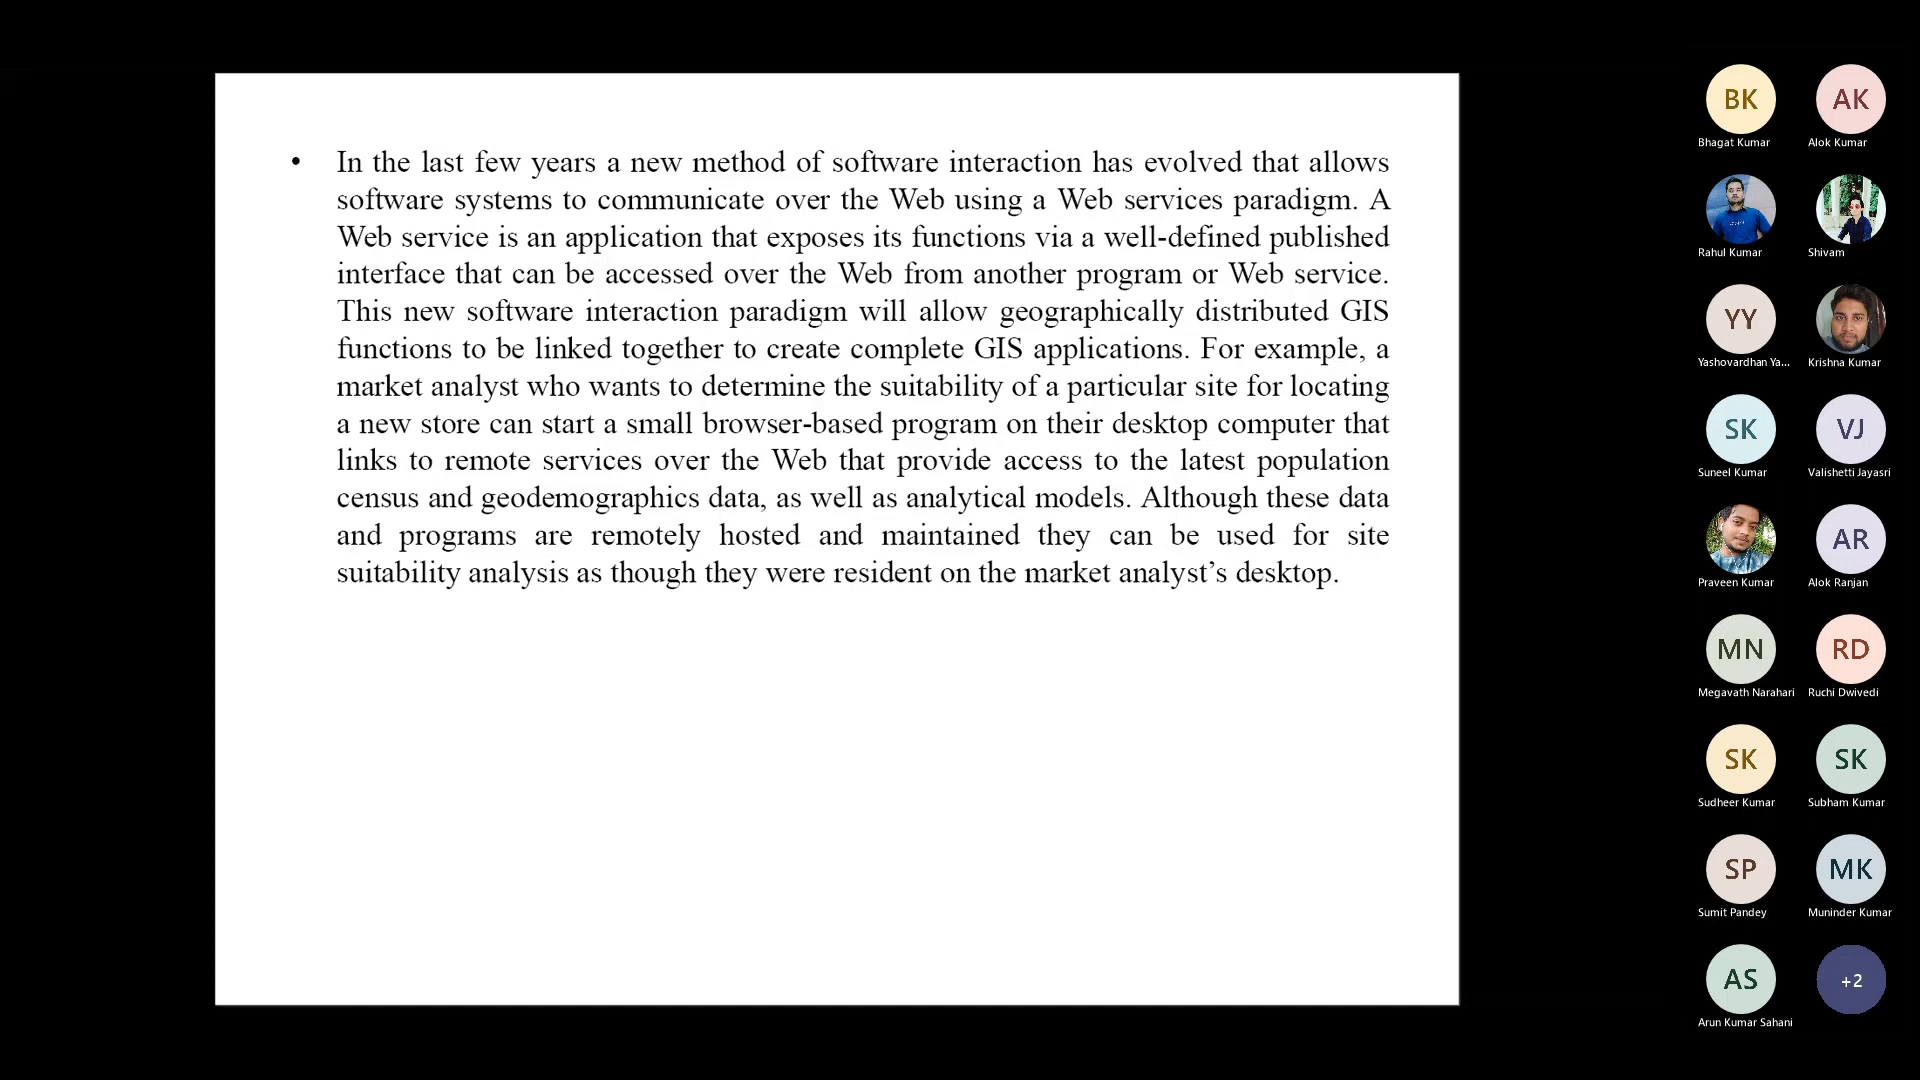 • In the last few years a new method of software interaction has evolved that allows
software systems to communicate over the Web using a Web services paradigm. A
Web service is an application that exposes its functions via a well-defined published
interface that can be accessed over the Web from another program or Web service.
This new software interaction paradigm will allow geographically distributed GIS
functions to be linked together to create complete GIS applications. For example, a
market analyst who wants to determine the suitability of a particular site for locating
a new store can start a small browser-based program on their desktop computer that
links to remote services over the Web that provide access to the latest population
census and geodemographics data, as well as analytical models. Although these data
and programs are remotely hosted and maintained they can be used for site
suitability analysis as though they were resident on the market analyst’s desktop.
BK AK
Bhagat Kumar Alok Kumar
Rahul Kumar Shivam
YY
Yashovardhan Ya... Krishna Kumar
SK VJ
Suneel Kumar Valishetti Jayasri
AR
Praveen Kumar Alok Ranjan
MN RD
Megavath Narahari Ruchi Dwivedi
SK SK
Sudheer Kumar Subham Kumar
SP MK
Sumit Pandey Muninder Kumar
AS +2
Arun Kumar Sahani